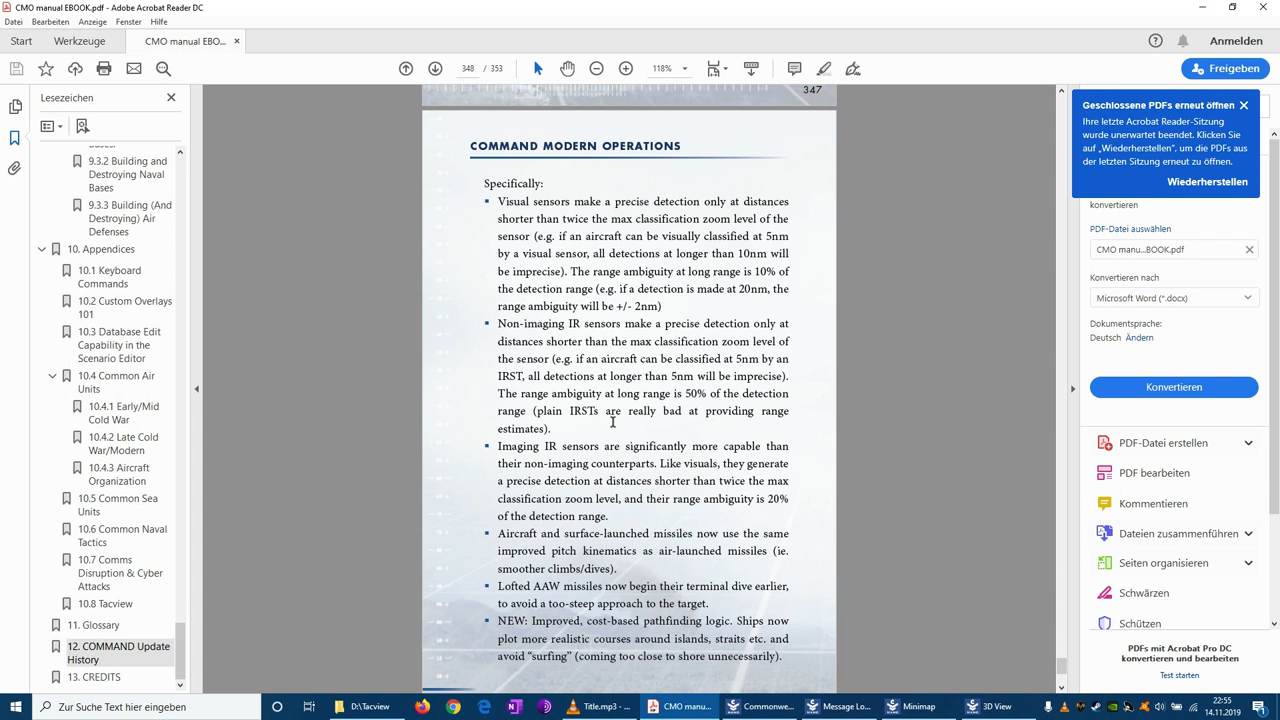 CMO manual EBOOK.pdf - Adobe Acrobat Reader DC
Datei Bearbeiten Anzeige Fenster Hilfe
Start Werkzeuge CMO manual EBO... × Anmelden
348 / 353 118% Freigeben
Lesezeichen
9.3.2 Building and
Destroying Naval
Bases
9.3.3 Building (And
Destroying) Air
Defenses
10. Appendices
10.1 Keyboard
Commands
10.2 Custom Overlays
101
10.3 Database Edit
Capability in the
Scenario Editor
10.4 Common Air
Units
10.4.1 Early/Mid
Cold War
10.4.2 Late Cold
War/Modern
10.4.3 Aircraft
Organization
10.5 Common Sea
Units
10.6 Common Naval
Tactics
10.7 Comms
Disruption & Cyber
Attacks
10.8 Tacview
11. Glossary
12. COMMAND Update
History
13. CREDITS
347
COMMAND MODERN OPERATIONS
Specifically:
▪ Visual sensors make a precise detection only at distances
shorter than twice the max classification zoom level of the
sensor (e.g. if an aircraft can be visually classified at 5nm
by a visual sensor, all detections at longer than 10nm will
be imprecise). The range ambiguity at long range is 10% of
the detection range (e.g. if a detection is made at 20nm, the
range ambiguity will be +/- 2nm)
▪ Non-imaging IR sensors make a precise detection only at
distances shorter than the max classification zoom level of
the sensor (e.g. if an aircraft can be classified at 5nm by an
IRST, all detections at longer than 5nm will be imprecise).
The range ambiguity at long range is 50% of the detection
range (plain IRSTs are really bad at providing range
estimates).
▪ Imaging IR sensors are significantly more capable than
their non-imaging counterparts. Like visuals, they generate
a precise detection at distances shorter than twice the max
classification zoom level, and their range ambiguity is 20%
of the detection range.
▪ Aircraft and surface-launched missiles now use the same
improved pitch kinematics as air-launched missiles (ie.
smoother climbs/dives).
▪ Lofted AAW missiles now begin their terminal dive earlier,
to avoid a too-steep approach to the target.
▪ NEW: Improved, cost-based pathfinding logic. Ships now
plot more realistic courses around islands, straits etc. and
avoid “surfing” (coming too close to shore unnecessarily).
Geschlossene PDFs erneut öffnen
Ihre letzte Acrobat Reader-Sitzung
wurde unerwartet beendet. Klicken Sie
auf „Wiederherstellen“, um die PDFs aus
der letzten Sitzung erneut zu öffnen.
Wiederherstellen
konvertieren
PDF-Datei auswählen
CMO manu...BOOK.pdf
Konvertieren nach
Microsoft Word (*.docx)
Dokumentsprache:
Deutsch Ändern
Konvertieren
PDF-Datei erstellen
PDF bearbeiten
Kommentieren
Dateien zusammenführen
Seiten organisieren
Schwärzen
Schützen
PDFs mit Acrobat Pro DC
konvertieren und bearbeiten
Test starten
Zur Suche Text hier eingeben
D:\Tacview
Title.mp3 - ...
CMO manu...
Commonwe...
Message Lo...
Minimap
3D View
22:55
14.11.2019